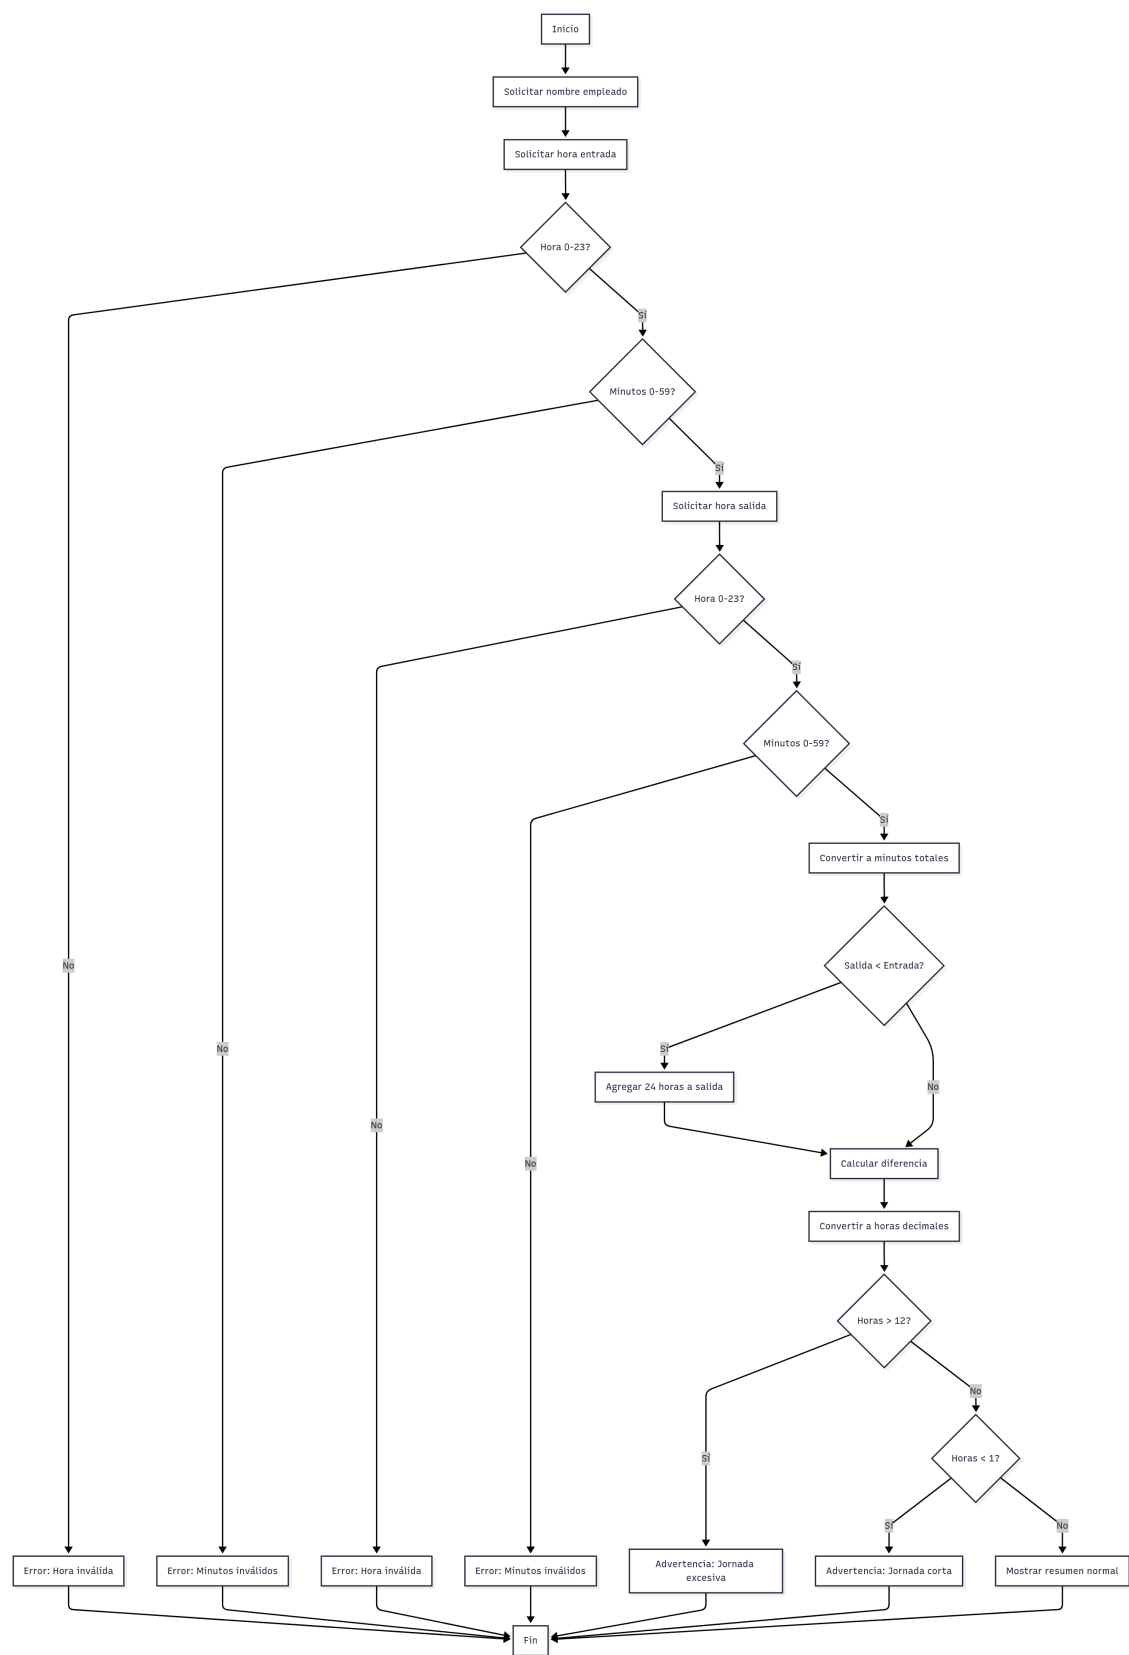 Inicio
Solicitar nombre empleado
Solicitar hora entrada
Hora 0-23?
Sí
Minutos 0-59?
Sí
Solicitar hora salida
Hora 0-23?
Sí
Minutos 0-59?
Sí
Convertir a minutos totales
No
Salida < Entrada?
No
Sí
Agregar 24 horas a salida
No
No
No
Calcular diferencia
Convertir a horas decimales
Horas > 12?
No
Sí
Horas < 1?
Sí
No
Error: Hora inválida
Error: Minutos inválidos
Error: Hora inválida
Error: Minutos inválidos
Advertencia: Jornada
excesiva
Advertencia: Jornada corta
Mostrar resumen normal
Fin